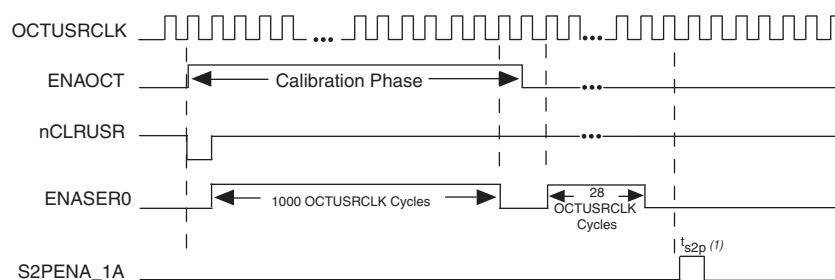 OCTUSRCLK
ENAOCT
Calibration Phase
nCLRUSR
ENASER0
1000 OCTUSRCLK Cycles
28
OCTUSRCLK
Cycles
ts2p (1)
S2PENA_1A